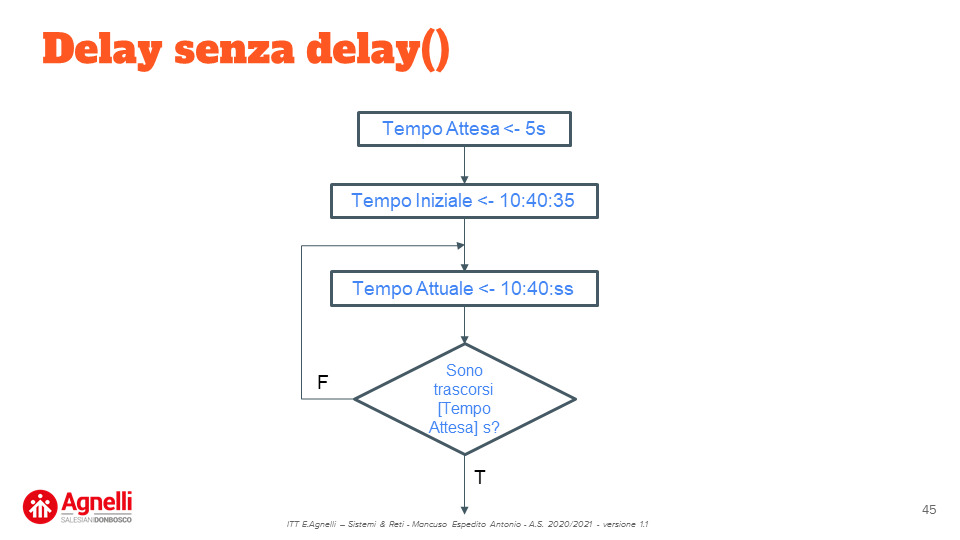 Delay senza delay()
Tempo Attesa <- 5s
Tempo Iniziale <- 10:40:35
Tempo Attuale <- 10:40:ss
Sono
trascorsi
[Tempo
Attesa] s?
F
T
Agnelli
SALESIANIDONBOSCO
ITT E.Agnelli – Sistemi & Reti - Mancuso Espedito Antonio - A.S. 2020/2021 - versione 1.1
45